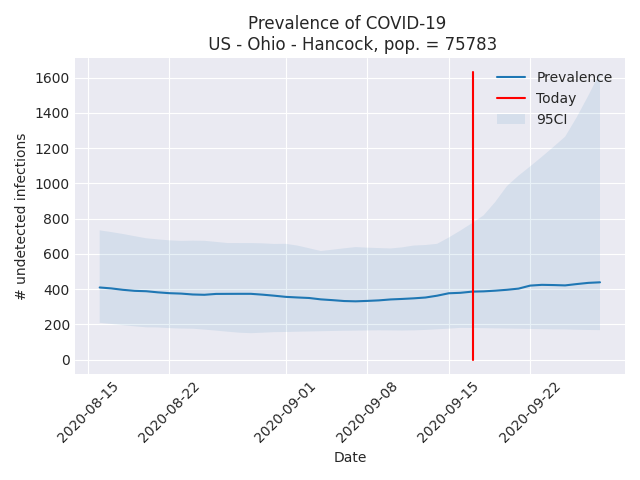 Prevalence of COVID-19
US - Ohio - Hancock, pop. = 75783
1600
1400
1200
1000
800
600
400
200
0
# undetected infections
Prevalence
Today
95CI
2020-08-15
2020-08-22
2020-09-01
2020-09-08
2020-09-15
2020-09-22
Date